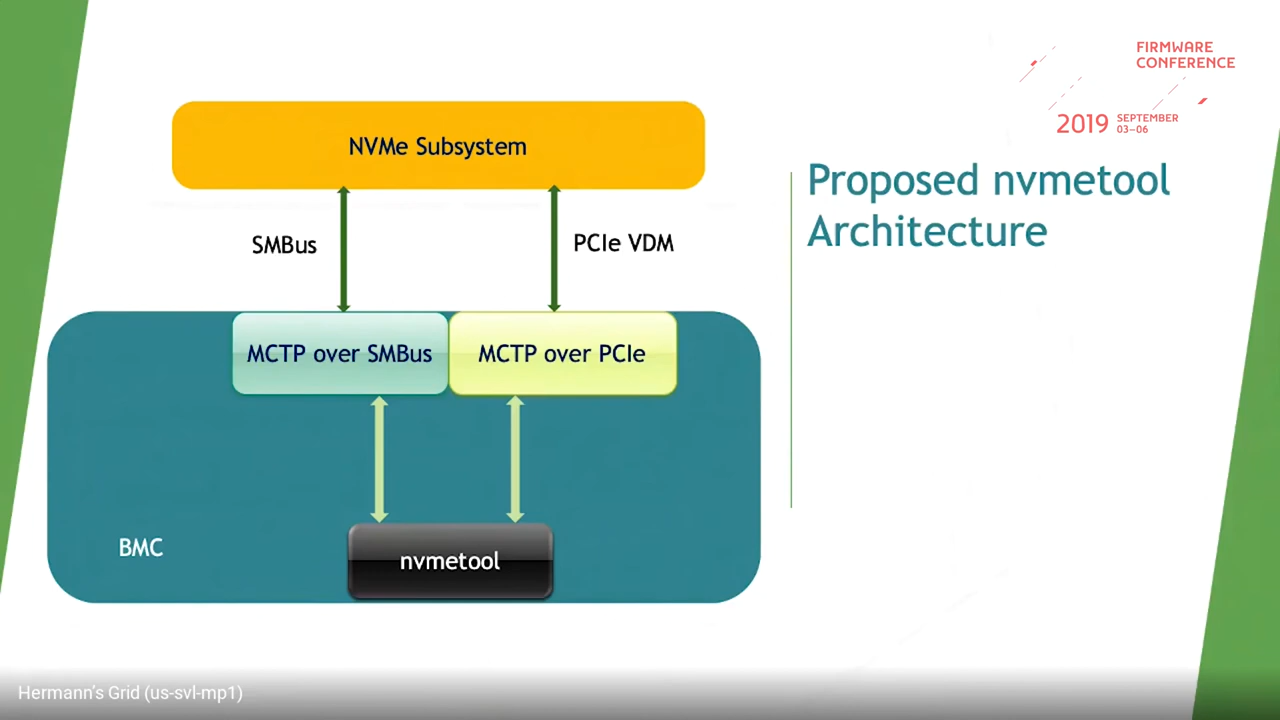 FIRMWARE
CONFERENCE
2019 SEPTEMBER
03–06
Proposed nvmetool
Architecture
NVMe Subsystem
SMBus
PCIe VDM
MCTP over SMBus
MCTP over PCIe
BMC
nvmetool
Hermann's Grid (us-svl-mp1)